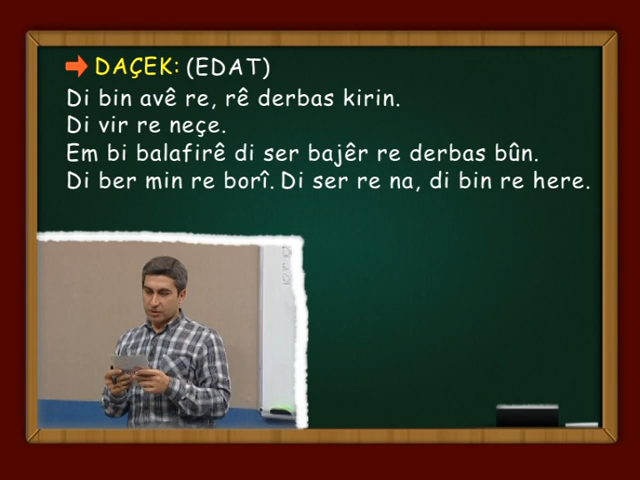 DAÇEK: (EDAT)
Di bin avê re, rê derbas kirin.
Di vir re neçe.
Em bi balafirê di ser bajêr re derbas bûn.
Di ber min re borî. Di ser re na, di bin re here.